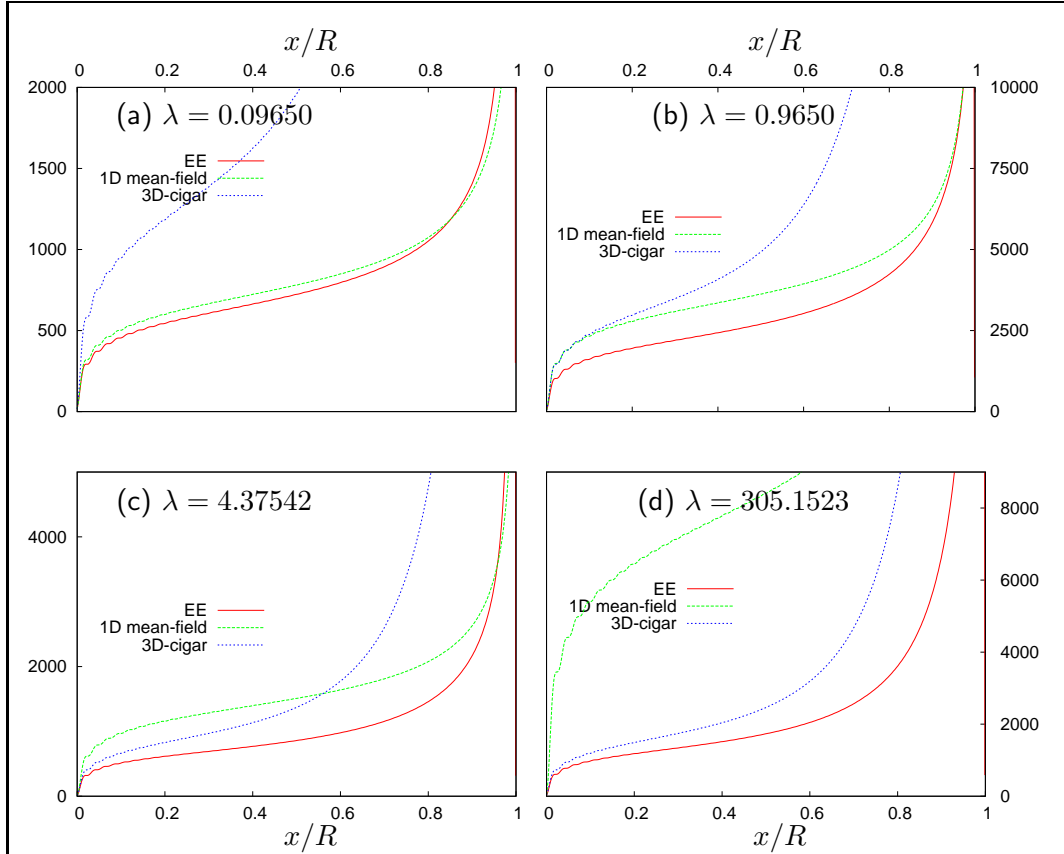 x/R x/R
0 0.2 0.4 0.6 0.8 1 0 0.2 0.4 0.6 0.8 1
(a) λ = 0.09650
2000
1500
1000
500
0
EE
1D mean-field
3D-cigar
(b) λ = 0.9650
10000
7500
5000
2500
0
EE
1D mean-field
3D-cigar
(c) λ = 4.37542
4000
2000
0
EE
1D mean-field
3D-cigar
(d) λ = 305.1523
8000
6000
4000
2000
0
EE
1D mean-field
3D-cigar
0 0.2 0.4 0.6 0.8 1 0 0.2 0.4 0.6 0.8 1
x/R x/R